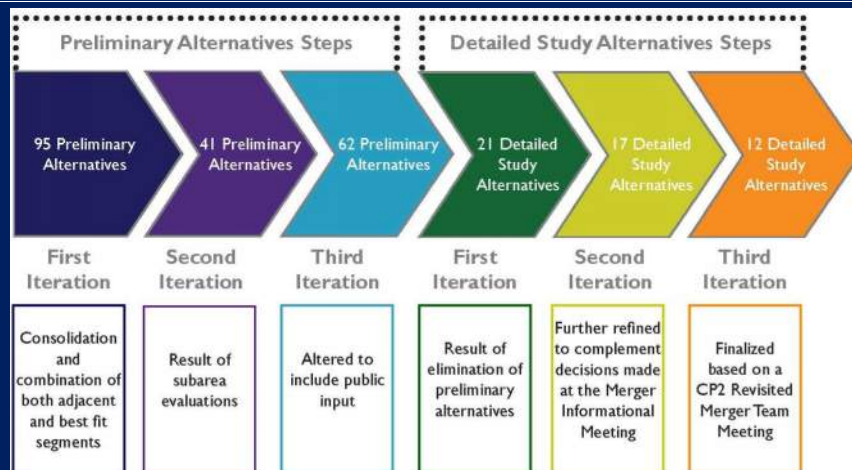 Preliminary Alternatives Steps
Detailed Study Alternatives Steps
95 Preliminary
Alternatives
41 Preliminary
Alternatives
62 Preliminary
Alternatives
21 Detailed
Study
Alternatives
17 Detailed
Study
Alternatives
12 Detailed
Study
Alternatives
First
Iteration
Second
Iteration
Third
Iteration
First
Iteration
Second
Iteration
Third
Iteration
Consolidation
and
combination of
both adjacent
and best fit
segments
Result of
subarea
evaluations
Altered to
include public
input
Result of
elimination of
preliminary
alternatives
Further refined
to complement
decisions made
at the Merger
Informational
Meeting
Finalized
based on a
CP2 Revisited
Merger Team
Meeting